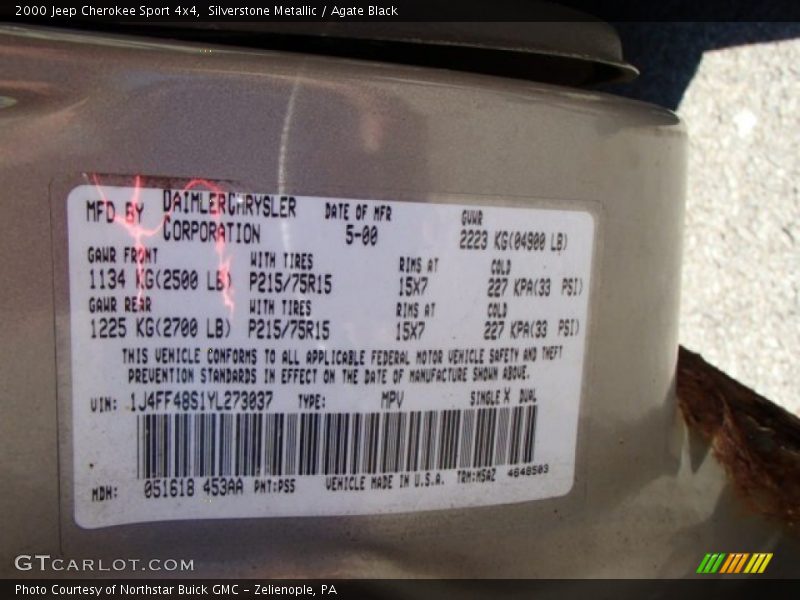 2000 Jeep Cherokee Sport 4x4,  Silverstone Metallic / Agate Black
MFD BY DAIMLERCHRYSLER CORPORATION DATE OF MFR 5-00 GVWR 2223 KG(04900 LB)
GAWR FRONT WITH TIRES RIMS AT COLD
1134 KG(2500 LB) P215/75R15 15X7 227 KPA(33 PSI)
GAWR REAR WITH TIRES RIMS AT COLD
1225 KG(2700 LB) P215/75R15 15X7 227 KPA(33 PSI)
THIS VEHICLE CONFORMS TO ALL APPLICABLE FEDERAL MOTOR VEHICLE SAFETY AND THEFT
PREVENTION STANDARDS IN EFFECT ON THE DATE OF MANUFACTURE SHOWN ABOVE.
VIN: 1J4FF48S1YL273037 TYPE: MPV SINGLE X DUAL
MDH: 051618 453AA PNT:PS5 VEHICLE MADE IN U.S.A. TRM:MSAZ 4648503
GTCARLOT.COM
Photo Courtesy of Northstar Buick GMC – Zelienople, PA